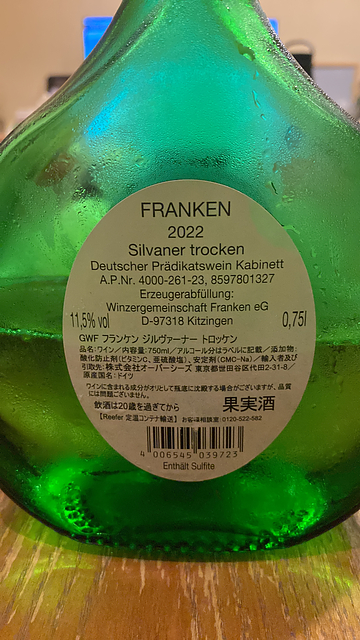 FRANKEN
2022
Silvaner trocken
Deutscher Prädikatswein Kabinett
A.P.Nr. 4000-261-23, 8597801327
Erzeugerabfüllung:
Winzergemeinschaft Franken eG
11,5% vol D-97318 Kitzingen 0,75l
GWF フランケン ジルヴァーナー トロッケン
品名:ワイン/内容量:750ml/アルコール分はラベルに記載/添加物:
酸化防止剤(ビタミンC、亜硫酸塩)、安定剤(CMC-Na)/輸入者及び
引取先:株式会社オーバーシーズ 東京都世田谷区代田2-31-8/
原産国名:ドイツ
ワインに含まれる成分がオリとして瓶底に沈殿する場合がございますが、品質
には問題ございません。
飲酒は20歳を過ぎてから 果実酒
【Reefer 定温コンテナ輸送】 お客様相談室:0120-522-582
4 006545 039723
Enthält Sulfite